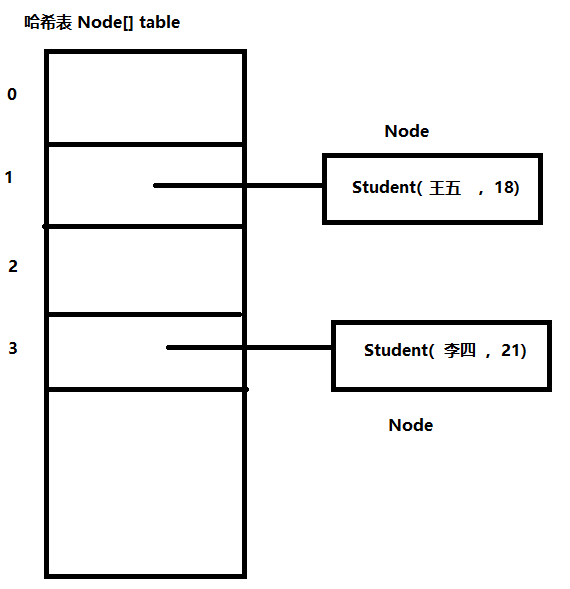 哈希表 Node[] table
0
Node
1
Student( 王五 , 18)
2
3
Student( 李四 , 21)
Node